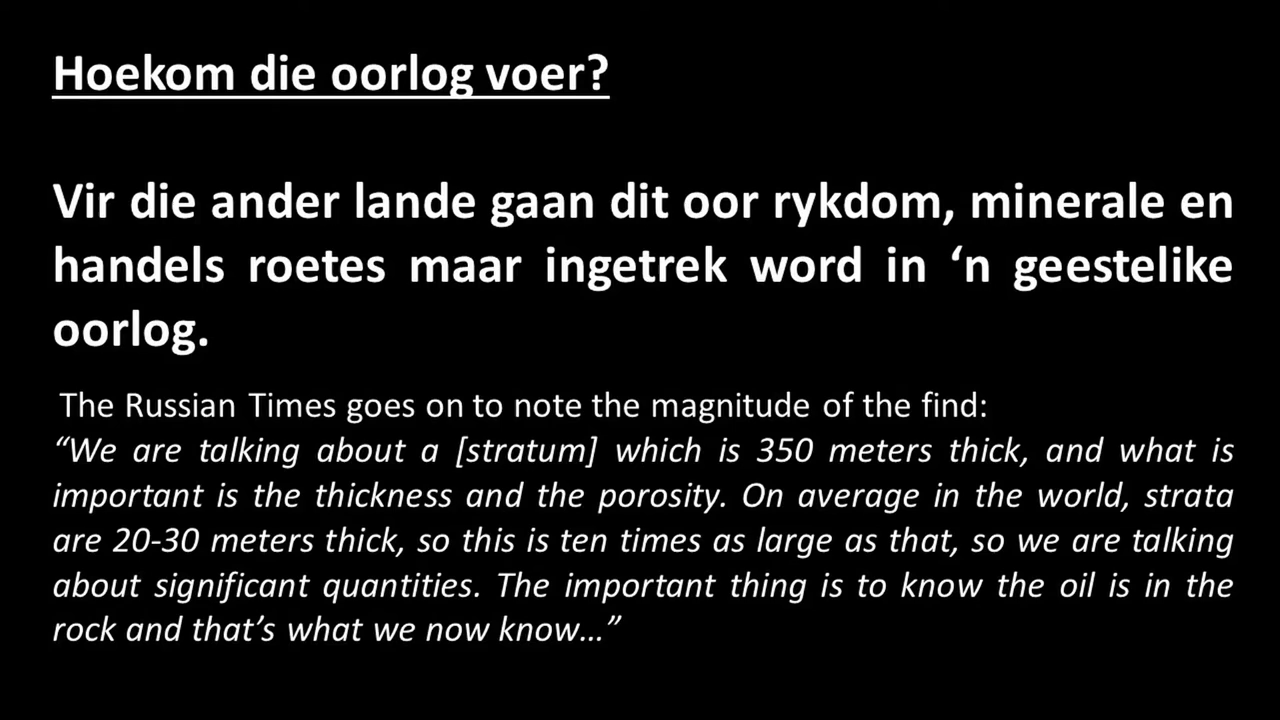 Hoekom die oorlog voer?
Vir die ander lande gaan dit oor rykdom, minerale en
handels roetes maar ingetrek word in ‘n geestelike
oorlog.
The Russian Times goes on to note the magnitude of the find:
“We are talking about a [stratum] which is 350 meters thick, and what is
important is the thickness and the porosity. On average in the world, strata
are 20-30 meters thick, so this is ten times as large as that, so we are talking
about significant quantities. The important thing is to know the oil is in the
rock and that’s what we now know…”